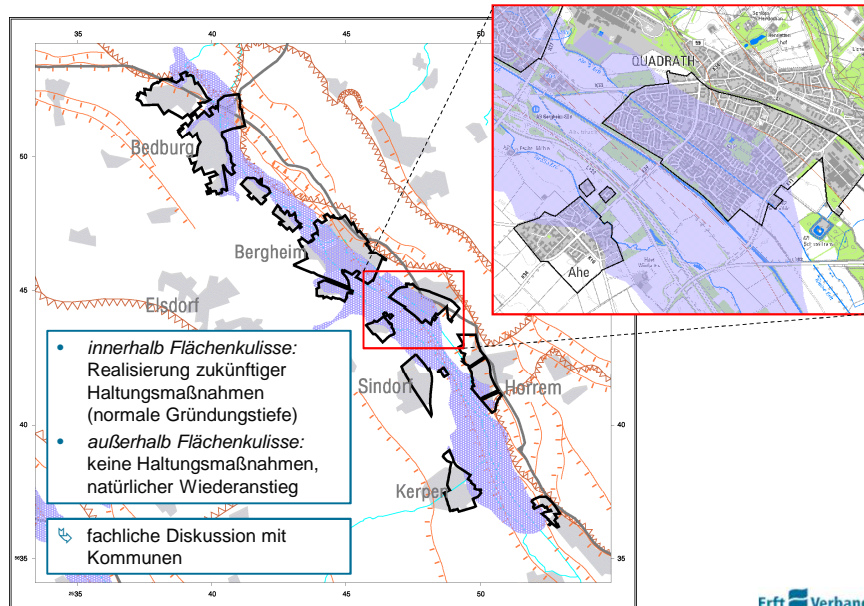 35
40
45
50
50
45
40
35
Bedburg
Bergheim
Elsdorf
Sindorf
Horrem
Kerpen
35
40
45
50
40
35
QUADRATH
Ahe
• innerhalb Flächenkulisse:
Realisierung zukünftiger
Haltungsmaßnahmen
(normale Gründungstiefe)
• außerhalb Flächenkulisse:
keine Haltungsmaßnahmen,
natürlicher Wiederanstieg
fachliche Diskussion mit
Kommunen
Erft Verband